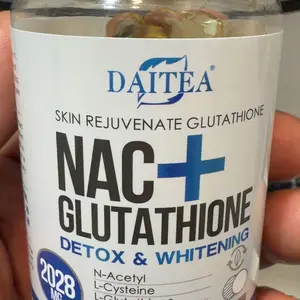 DAITEA®
SKIN REJUVENATE GLUTATHIONE
NAC+
GLUTATHIONE
DETOX & WHITENING
2028
N-Acetyl
L-Cysteine